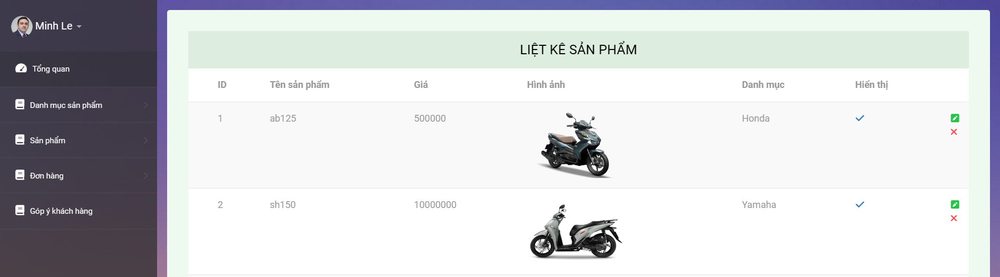 Minh Le
Tổng quan
Danh mục sản phẩm
Sản phẩm
Đơn hàng
Góp ý khách hàng
LIỆT KÊ SẢN PHẨM
ID Tên sản phẩm Giá Hình ảnh Danh mục Hiển thị
1 ab125 500000 Honda
2 sh150 10000000 Yamaha